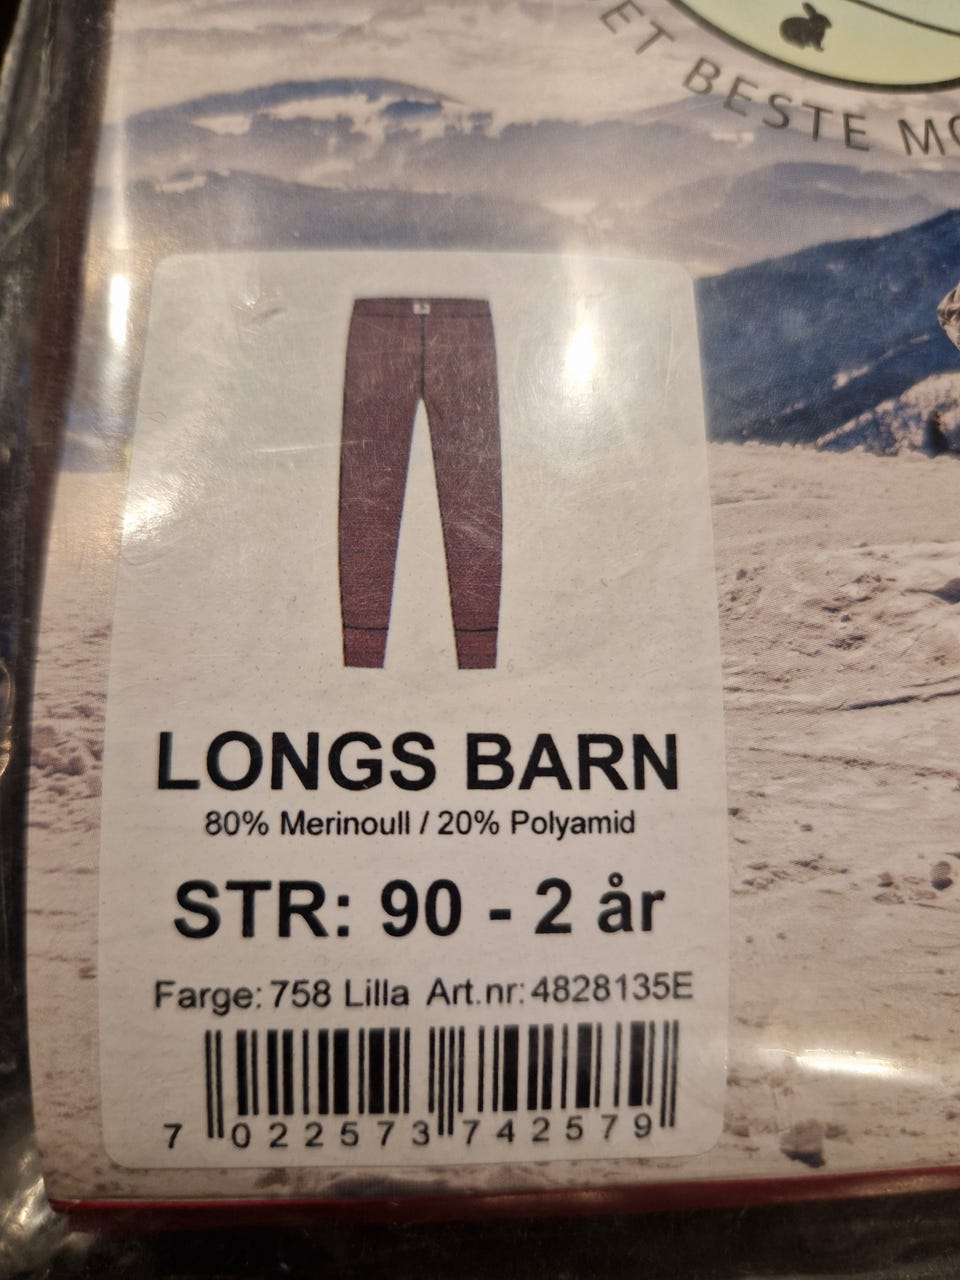 ET BESTE
LONGS BARN
80% Merinoull / 20% Polyamid
STR: 90 - 2 år
Farge: 758 Lilla Art.nr: 4828135E
7 022573 742579